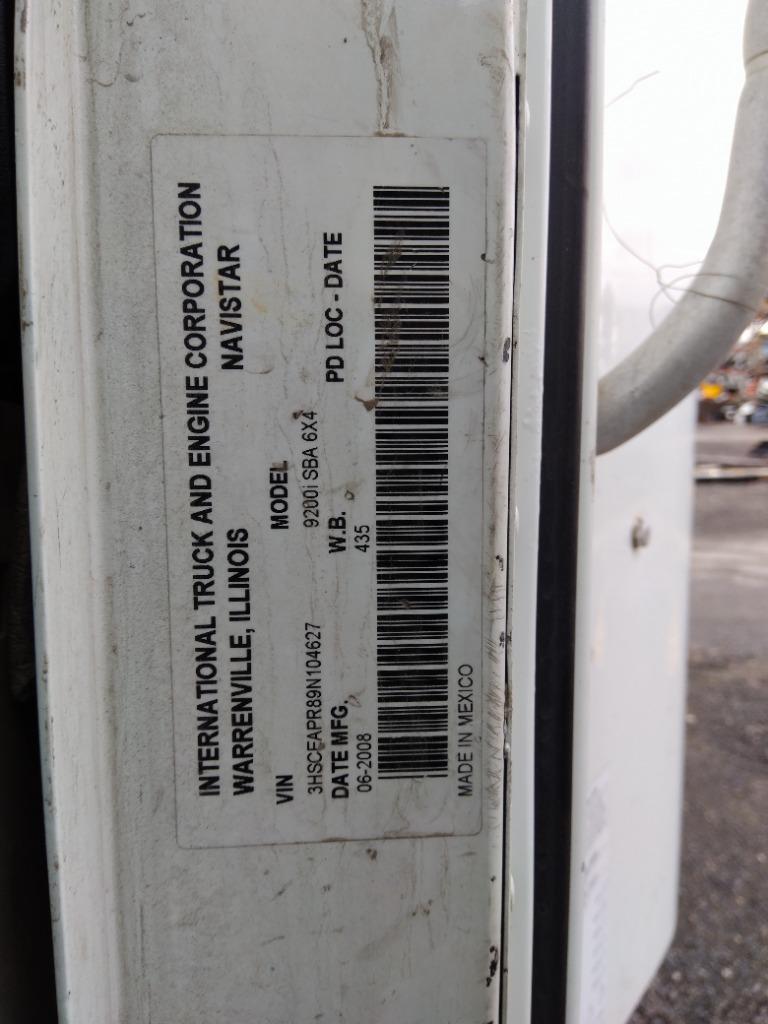 INTERNATIONAL TRUCK AND ENGINE CORPORATION
WARRENVILLE, ILLINOIS NAVISTAR
VIN MODEL
3HSCEAPR89N104627 9200i SBA 6X4
DATE MFG. W.B. PD LOC - DATE
06-2008 435
MADE IN MEXICO